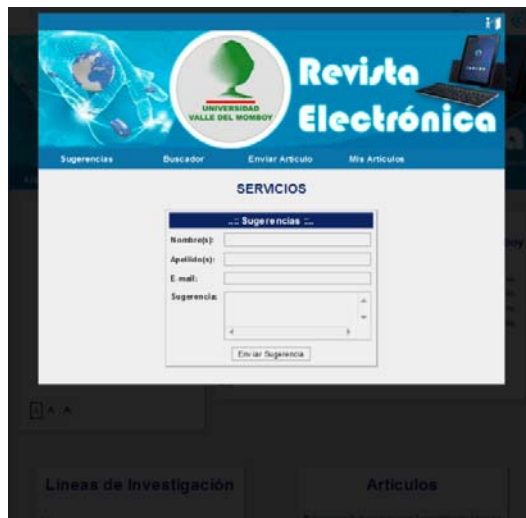 Revista
Electrónica
UNIVERSIDAD
VALLE DEL MOMBOY
Sugerencias Buscador Enviar Artículo Mis Artículos
SERVICIOS
..:: Sugerencias ::..
Nombre(s):
Apellido(s):
E-mail:
Sugerencia:
Enviar Sugerencia
A A A
Líneas de Investigación Artículos